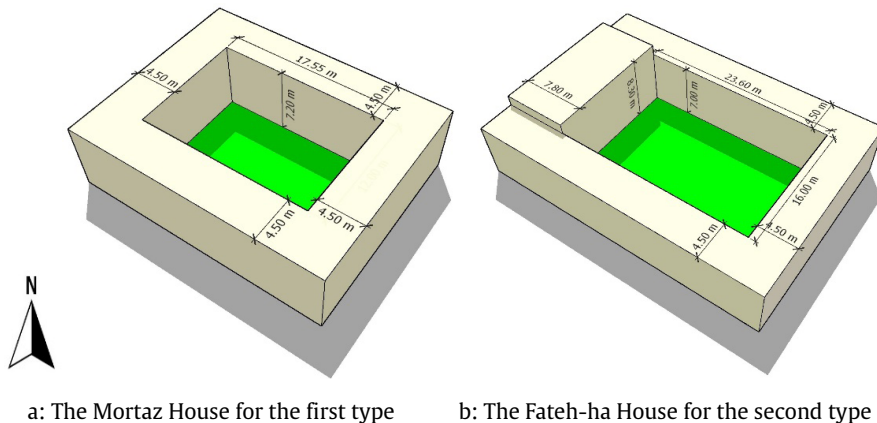 17.55 m
4.50 m
4.50 m
7.20 m
4.50 m
4.50 m
23.60 m
7.80 m
8.30 m
7.00 m
4.50 m
16.00 m
4.50 m
4.50 m
N
a: The Mortaz House for the first type
b: The Fateh-ha House for the second type